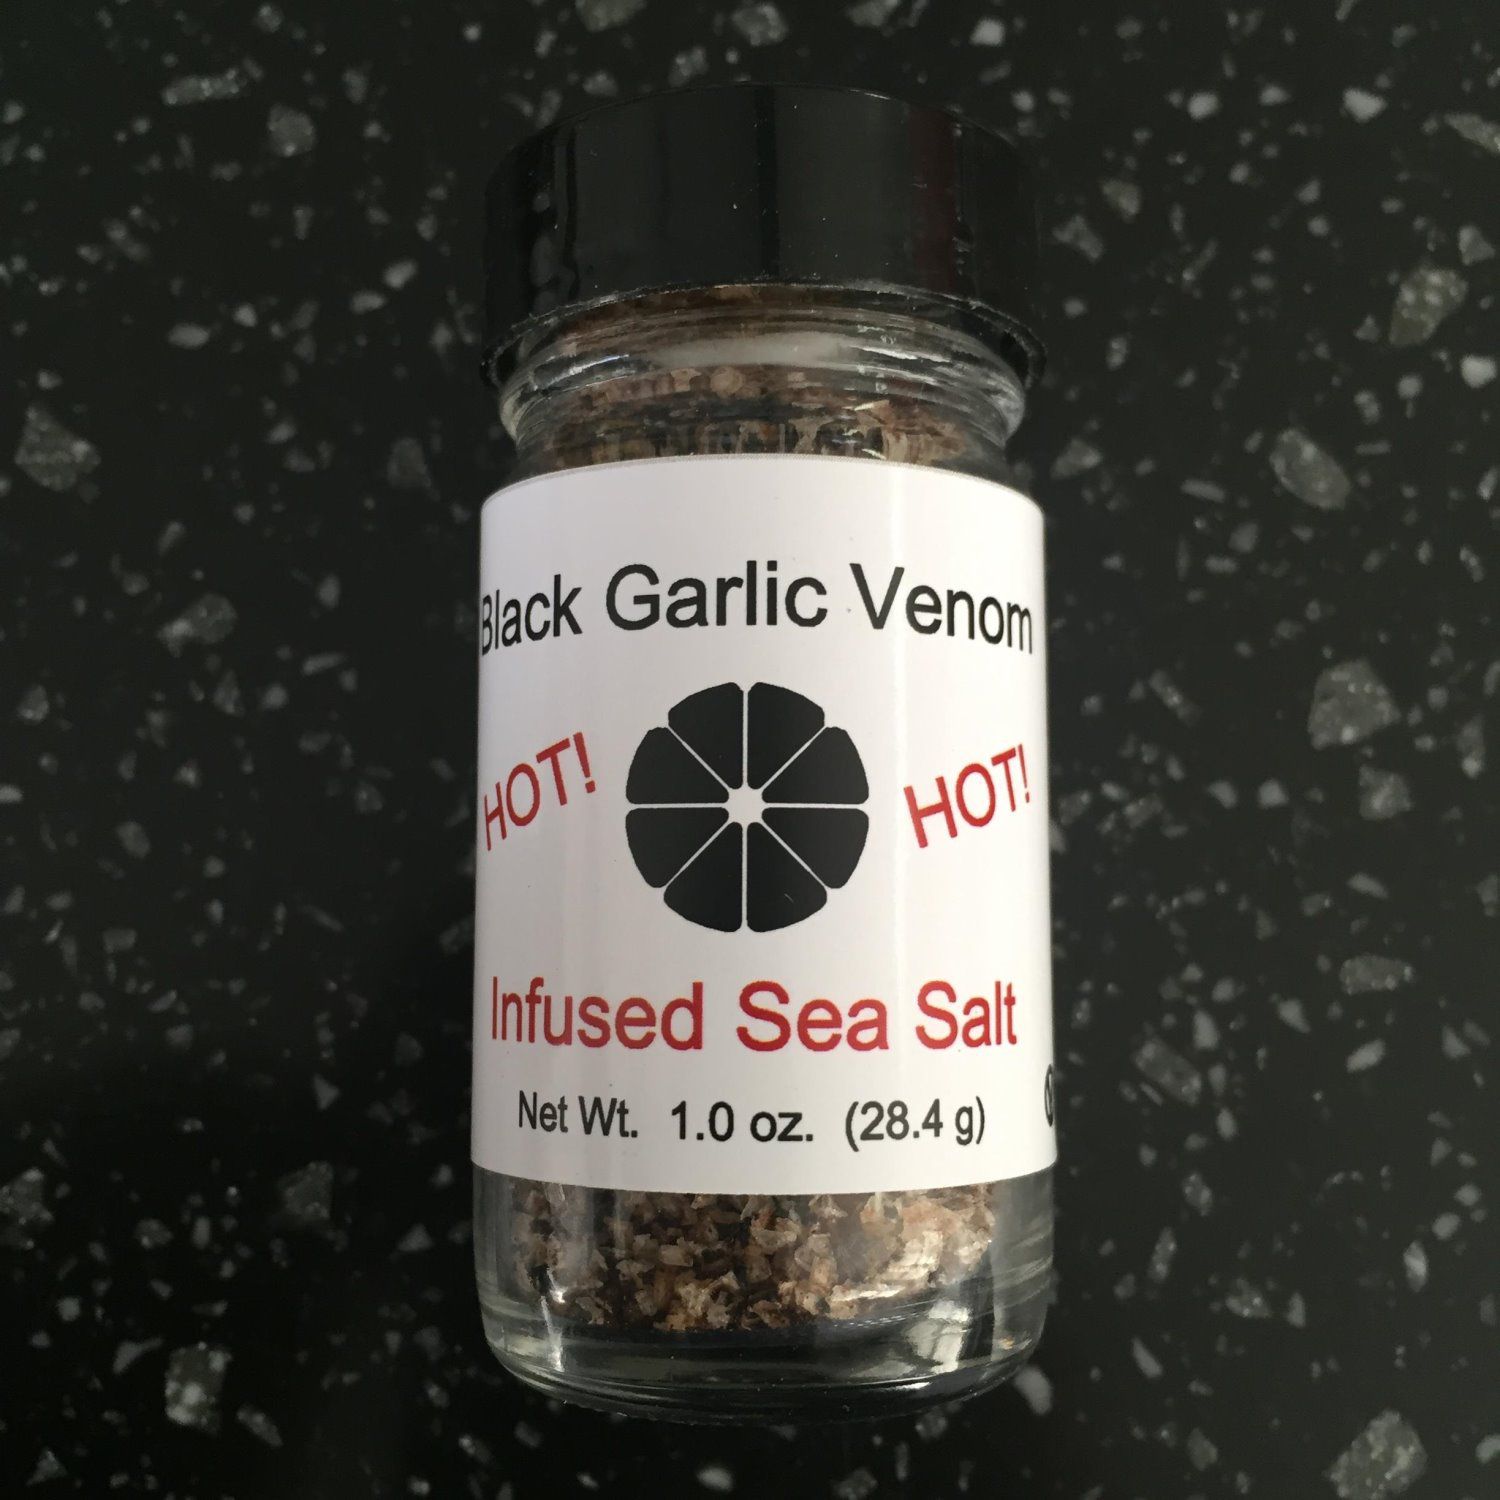 Black Garlic Venom
HOT! HOT!
Infused Sea Salt
Net Wt. 1.0 oz. (28.4 g)